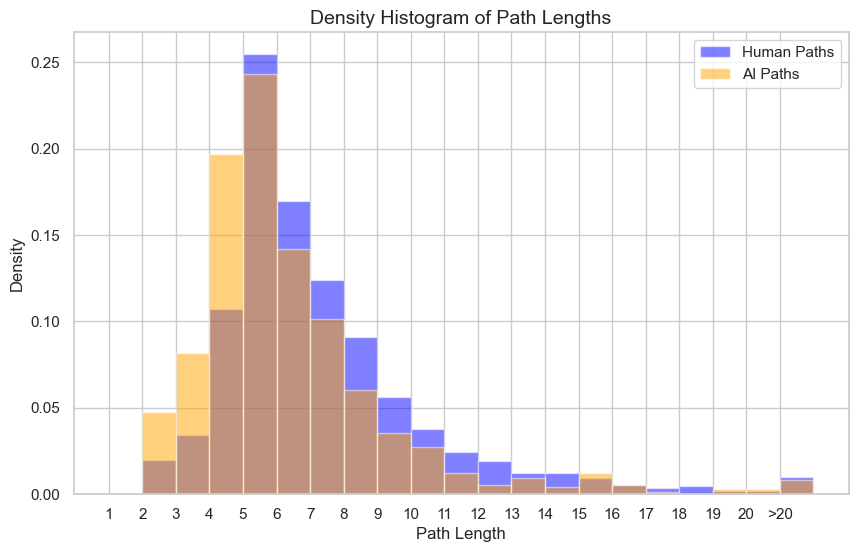 Density Histogram of Path Lengths
Human Paths
AI Paths
Density
0.25
0.20
0.15
0.10
0.05
0.00
1 2 3 4 5 6 7 8 9 10 11 12 13 14 15 16 17 18 19 20 >20
Path Length